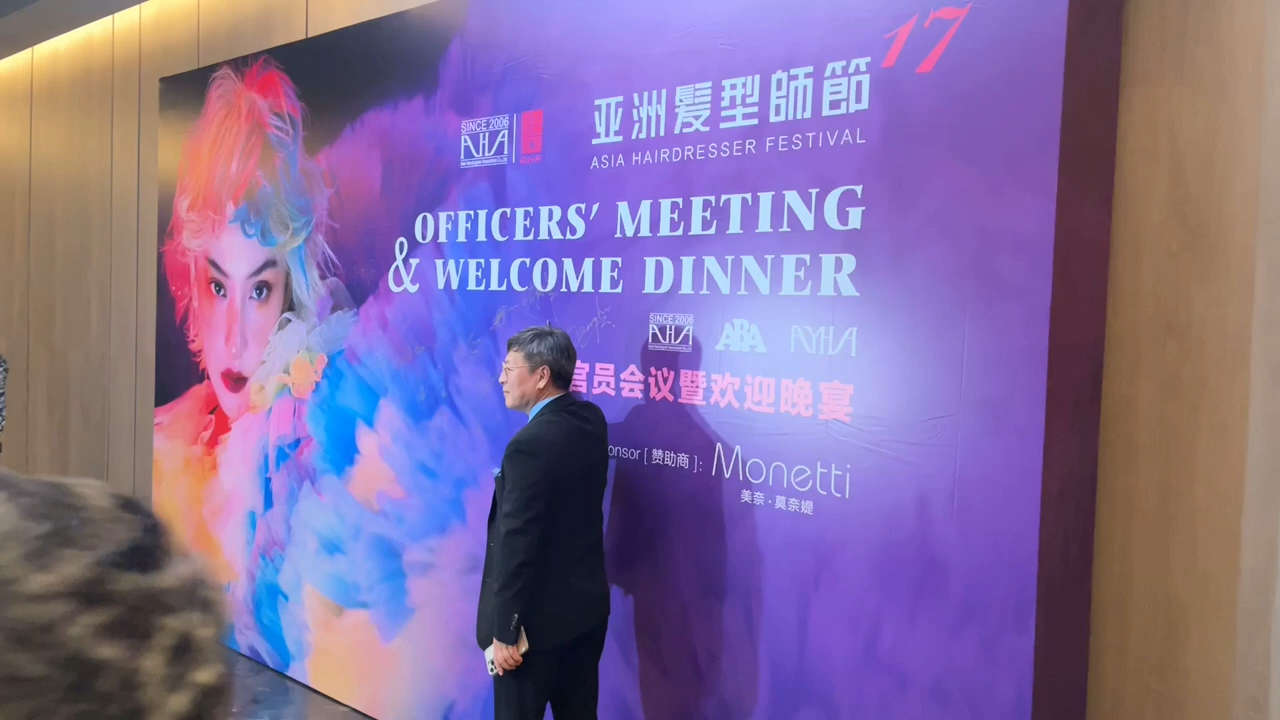 17
亚洲髪型師節
ASIA HAIRDRESSER FESTIVAL
SINCE 2006
AHA
OFFICERS' MEETING
& WELCOME DINNER
SINCE 2006
AHA
ABA
AYHA
官员会议暨欢迎晚宴
onsor [ 赞助商 ]: Monetti
美奈·莫奈媞